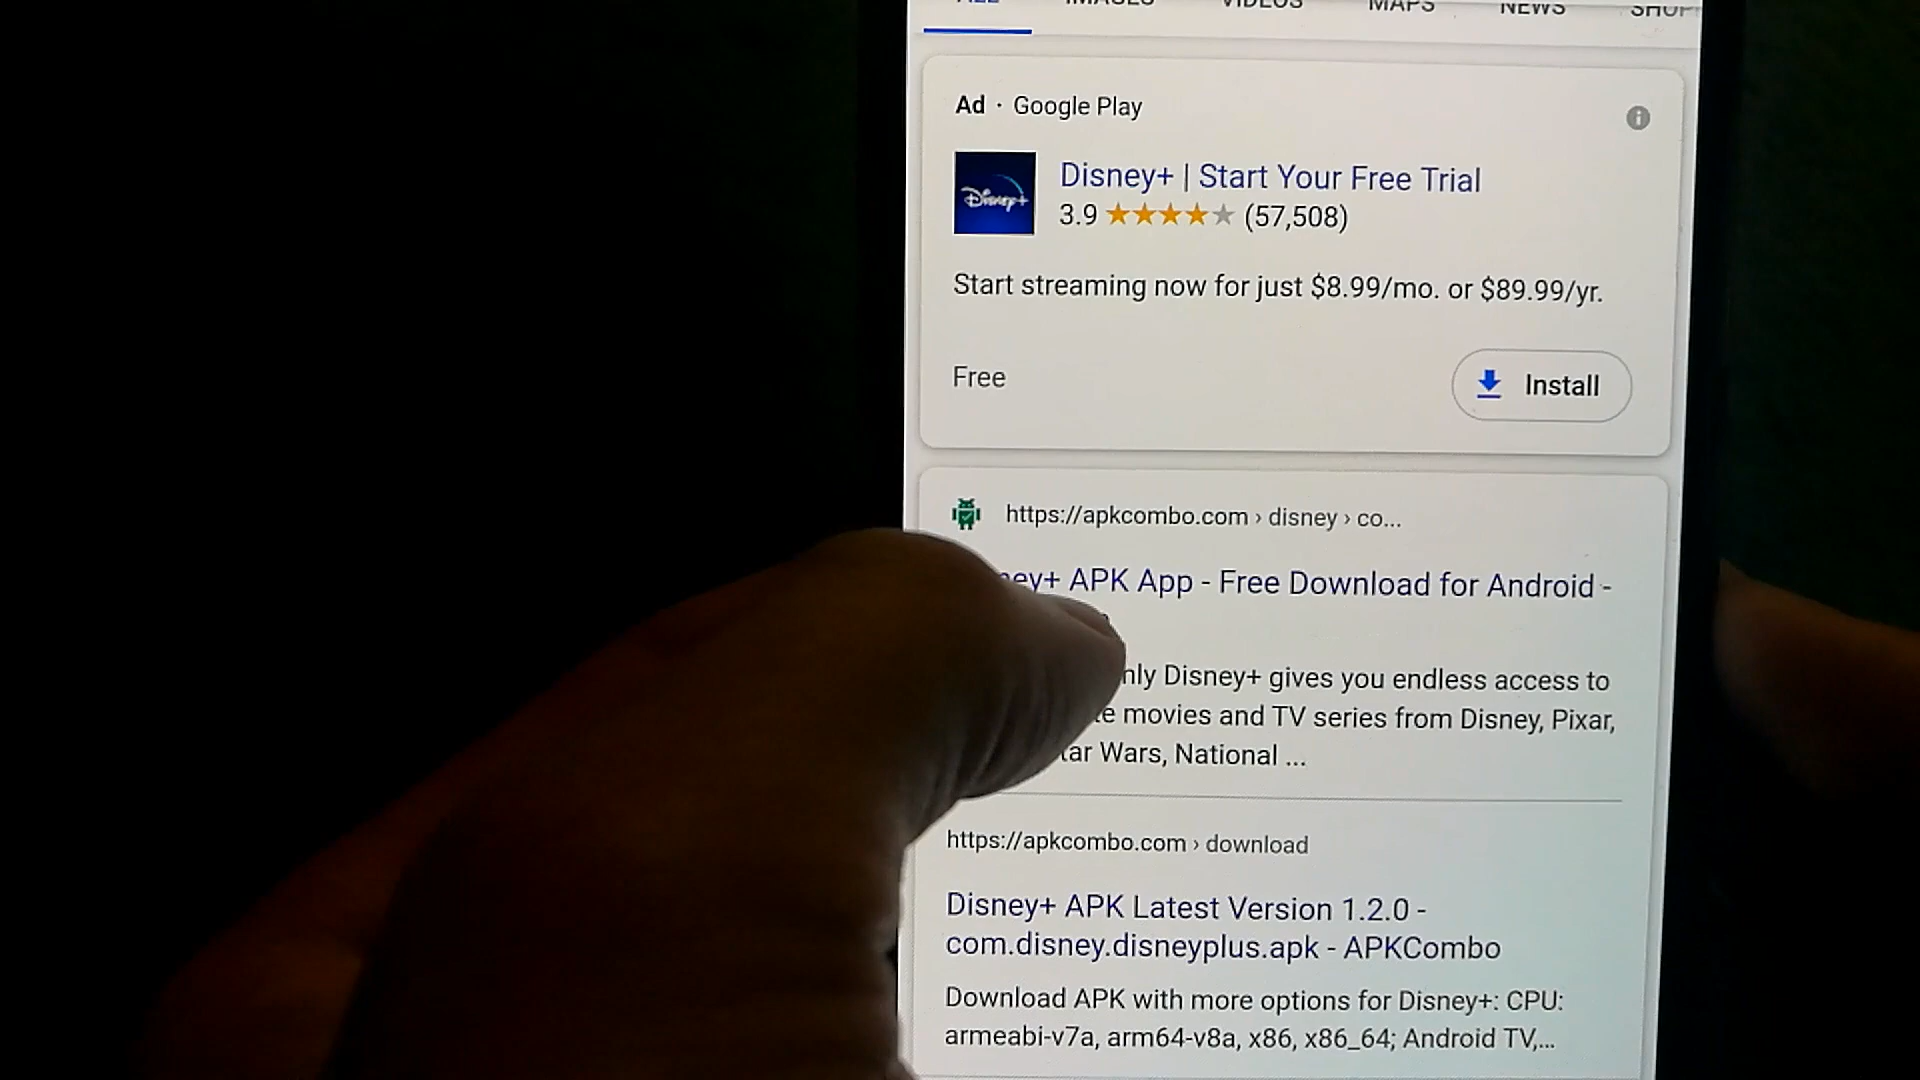 ALL IMAGES VIDEOS MAPS NEWS
Ad · Google Play
Disney+
Disney+ | Start Your Free Trial
3.9 ★★★★★ (57,508)
Start streaming now for just $8.99/mo. or $89.99/yr.
Free
Install
https://apkcombo.com › disney › co...
APK App - Free Download for Android -
Disney+ gives you endless access to
movies and TV series from Disney, Pixar,
Wars, National ...
https://apkcombo.com › download
Disney+ APK Latest Version 1.2.0 -
com.disney.disneyplus.apk - APKCombo
Download APK with more options for Disney+: CPU:
armeabi-v7a, arm64-v8a, x86, x86_64; Android TV,...